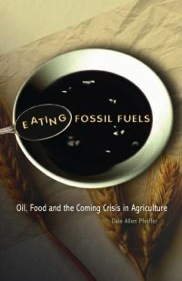 EATING FOSSIL FUELS
Oil, Food and the Coming Crisis in Agriculture
Dale Allen Pfeiffer